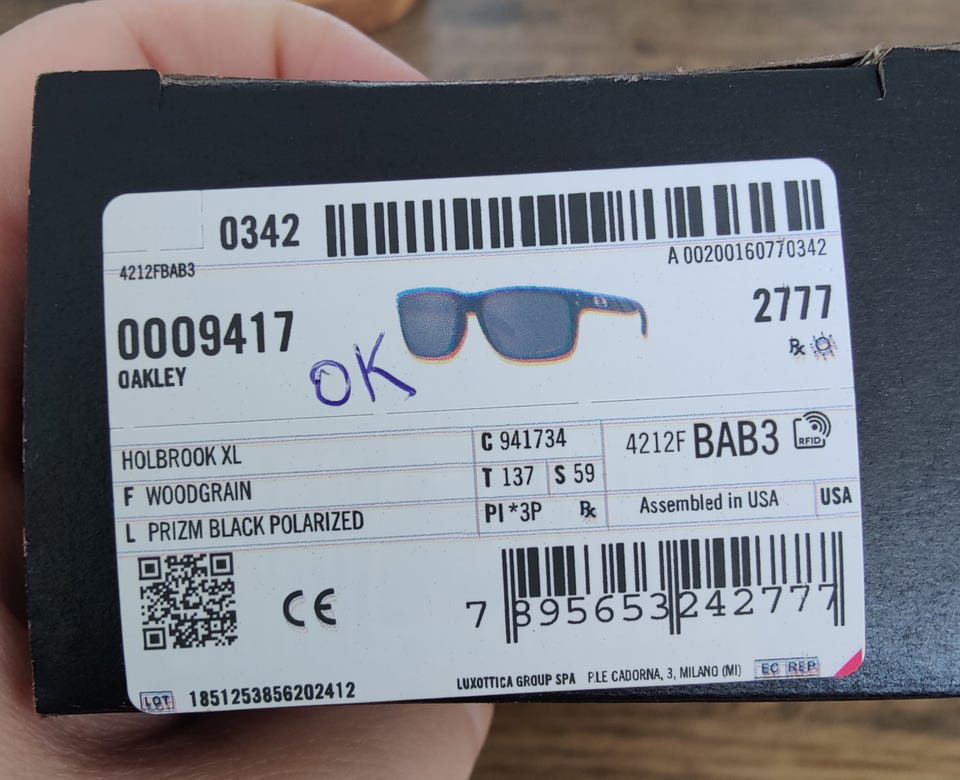 0342
A 00200160770342
4212FBAB3
0009417
OAKLEY
OK
2777
Rx
HOLBROOK XL
F WOODGRAIN
L PRIZM BLACK POLARIZED
C 941734
T 137 S 59
PI *3P Rx
4212F BAB3 RFID
Assembled in USA USA
CE
7 895653 242777
LOT 1851253856202412
LUXOTTICA GROUP SPA P.LE CADORNA, 3, MILANO (MI) EC REP